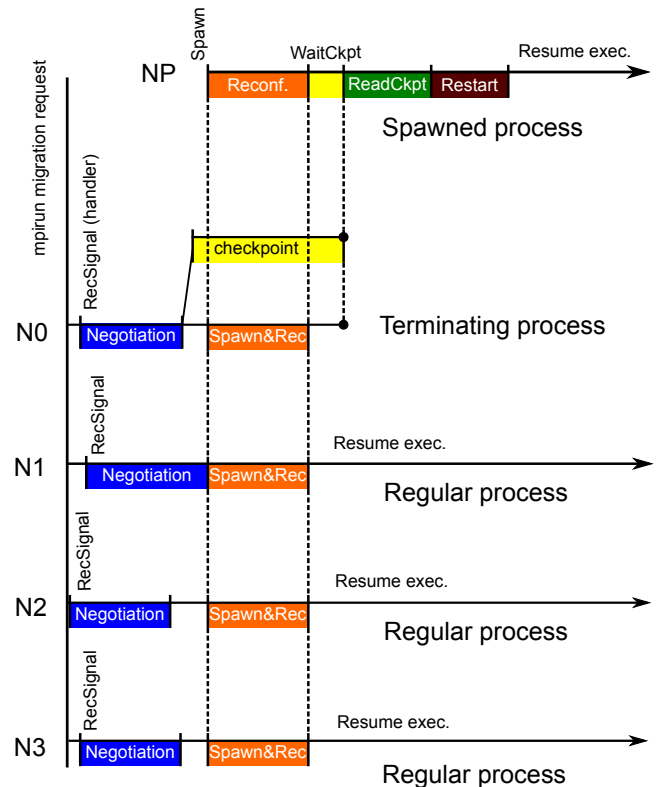 Spawn
WaitCkpt
Resume exec.
NP
Reconf.
ReadCkpt
Restart
Spawned process
mpirun migration request
RecSignal (handler)
checkpoint
N0
Negotiation
Spawn&Rec
Terminating process
RecSignal
Resume exec.
N1
Negotiation
Spawn&Rec
Regular process
RecSignal
Resume exec.
N2
Negotiation
Spawn&Rec
Regular process
RecSignal
Resume exec.
N3
Negotiation
Spawn&Rec
Regular process